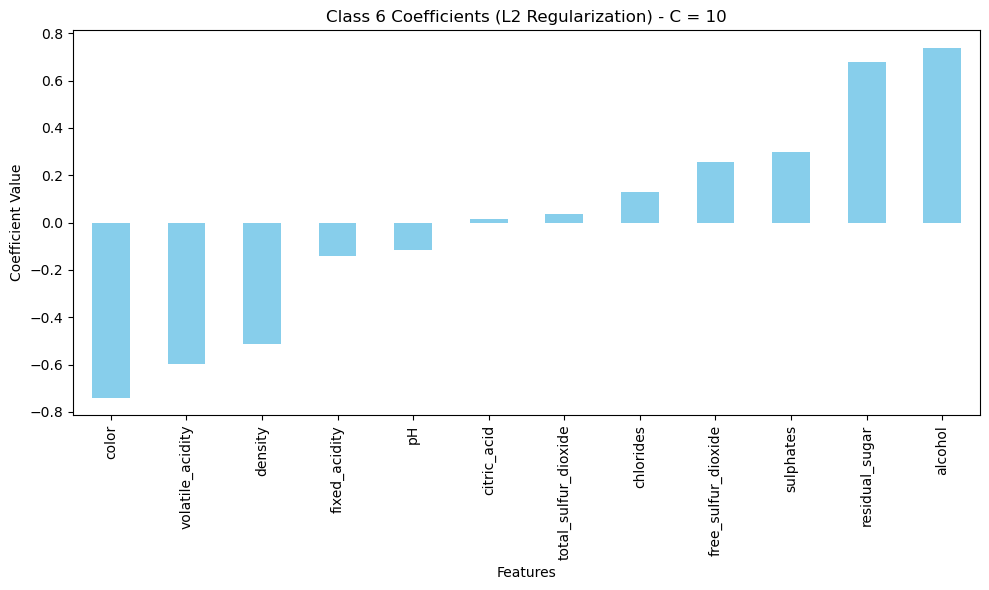 Class 6 Coefficients (L2 Regularization) - C = 10
Coefficient Value
0.8
0.6
0.4
0.2
0.0
−0.2
−0.4
−0.6
−0.8
color
volatile_acidity
density
fixed_acidity
pH
citric_acid
total_sulfur_dioxide
chlorides
free_sulfur_dioxide
sulphates
residual_sugar
alcohol
Features